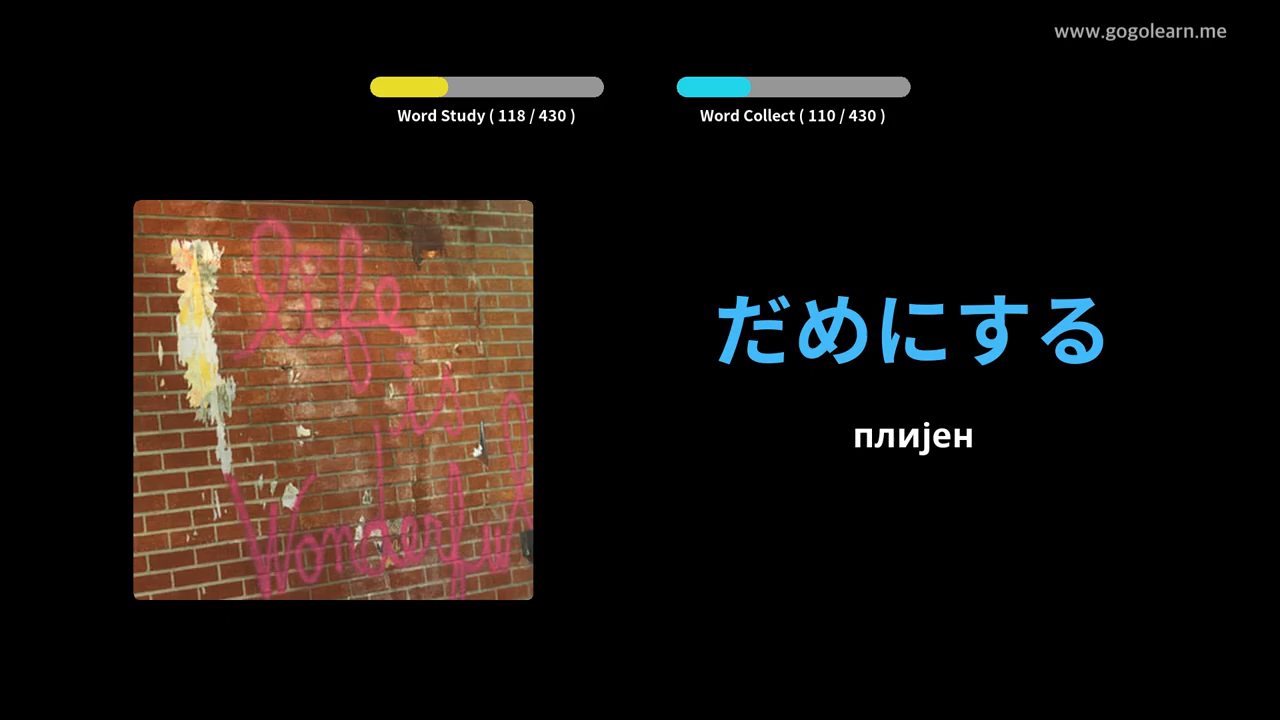 www.gogolearn.me
Word Study ( 118 / 430 )
Word Collect ( 110 / 430 )
life
is
Wonderful
だめにする
плијен